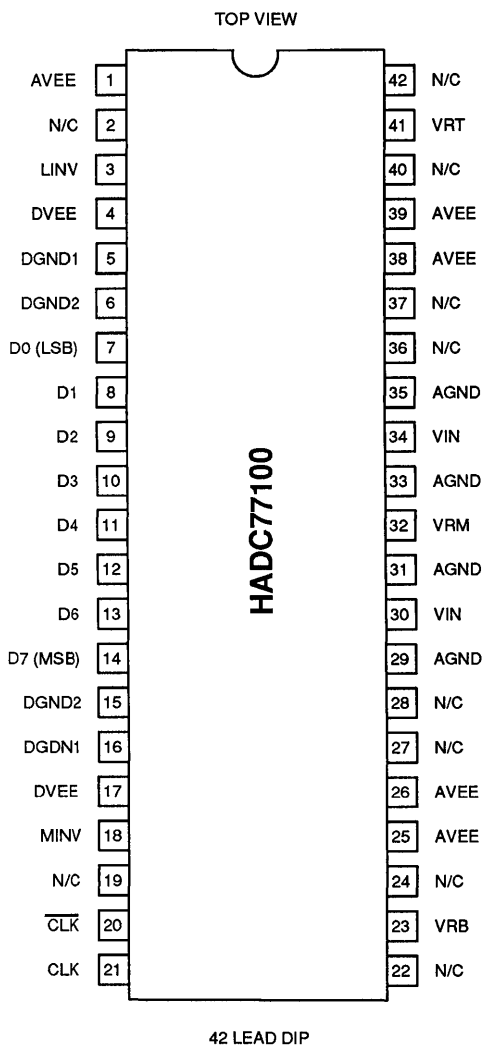 TOP VIEW
AVEE 1 42 N/C
N/C 2 41 VRT
LINV 3 40 N/C
DVEE 4 39 AVEE
DGND1 5 38 AVEE
DGND2 6 37 N/C
D0 (LSB) 7 36 N/C
D1 8 35 AGND
D2 9 34 VIN
D3 10 33 AGND
D4 11 32 VRM
D5 12 31 AGND
D6 13 30 VIN
D7 (MSB) 14 29 AGND
DGND2 15 28 N/C
DGDN1 16 27 N/C
DVEE 17 26 AVEE
MINV 18 25 AVEE
N/C 19 24 N/C
C̅L̅K̅ 20 23 VRB
CLK 21 22 N/C
HADC77100
42 LEAD DIP